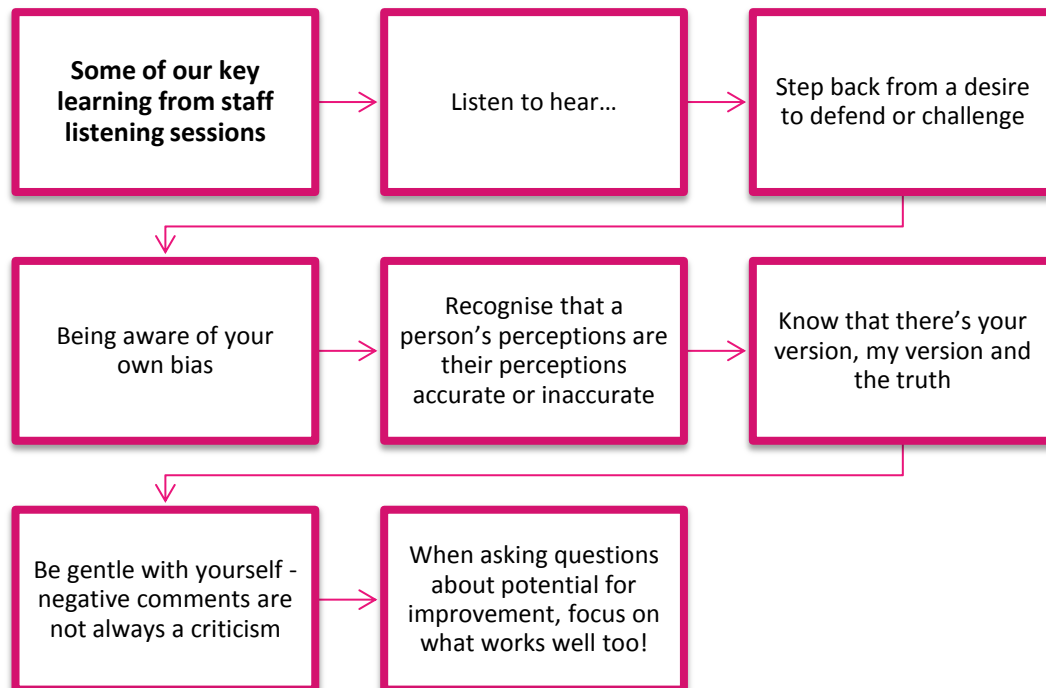 Some of our key
learning from staff
listening sessions
Listen to hear…
Step back from a desire
to defend or challenge
Being aware of your
own bias
Recognise that a
person’s perceptions are
their perceptions
accurate or inaccurate
Know that there’s your
version, my version and
the truth
Be gentle with yourself -
negative comments are
not always a criticism
When asking questions
about potential for
improvement, focus on
what works well too!